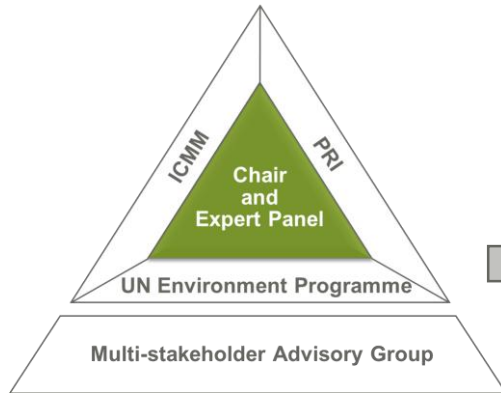 ICMM
PRI
Chair
and
Expert Panel
UN Environment Programme
Multi-stakeholder Advisory Group